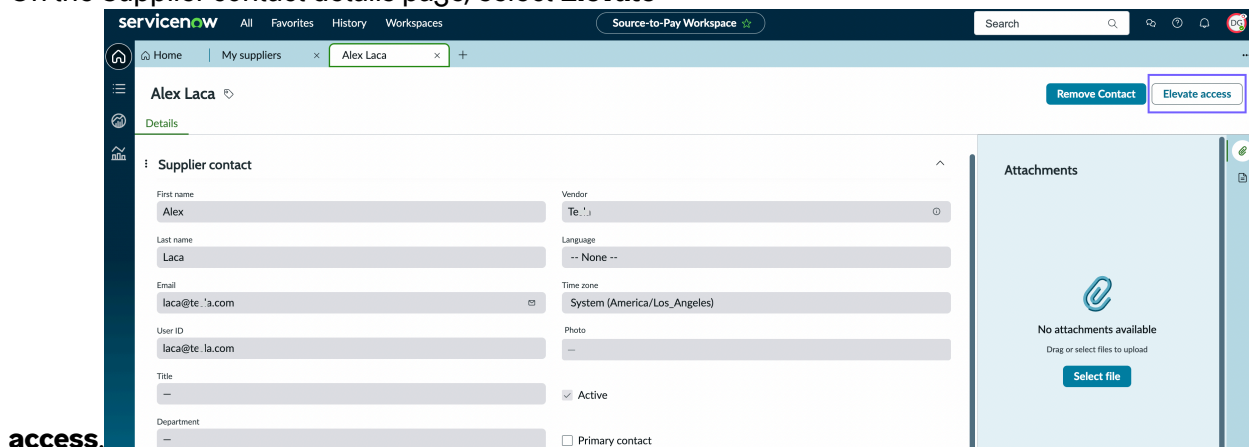 On the Supplier contact details page, select Elevate
servicenow All Favorites History Workspaces Source-to-Pay Workspace Search DG
Home My suppliers × Alex Laca × +
Alex Laca Remove Contact Elevate access
Details
Supplier contact
Attachments
First name Vendor
Alex
Last name Language
Laca -- None --
Email Time zone
System (America/Los_Angeles)
User ID Photo
–
Title
– Active
Department
– Primary contact
No attachments available
Drag or select files to upload
Select file
access.